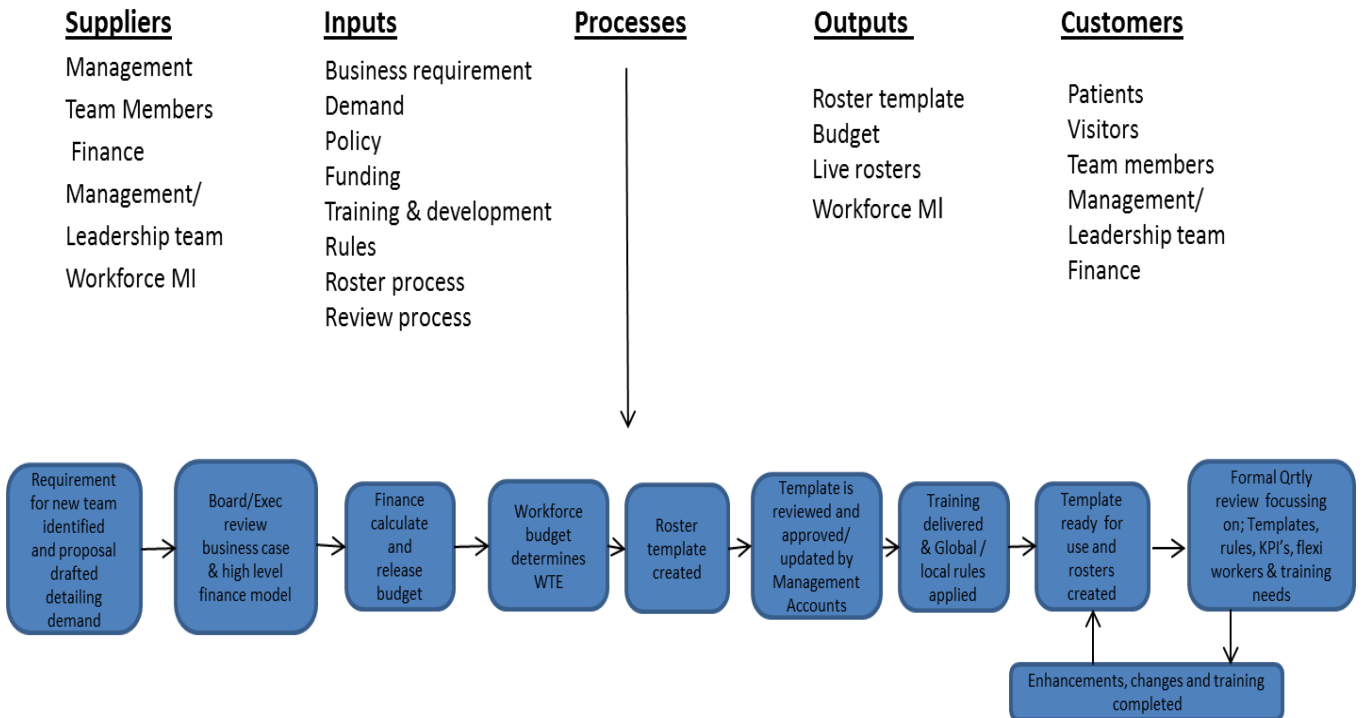 Suppliers
Management
Team Members
Finance
Management/
Leadership team
Workforce MI
Inputs
Business requirement
Demand
Policy
Funding
Training & development
Rules
Roster process
Review process
Processes
Outputs
Roster template
Budget
Live rosters
Workforce MI
Customers
Patients
Visitors
Team members
Management/
Leadership team
Finance
Requirement
for new team
identified
and proposal
drafted
detailing
demand
Board/Exec
review
business case
& high level
finance model
Finance
calculate
and
release
budget
Workforce
budget
determines
WTE
Roster
template
created
Template is
reviewed and
approved/
updated by
Management
Accounts
Training
delivered
& Global /
local rules
applied
Template
ready for
use and
rosters
created
Formal Qrtly
review focussing
on; Templates,
rules, KPI's, flexi
workers & training
needs
Enhancements, changes and training
completed